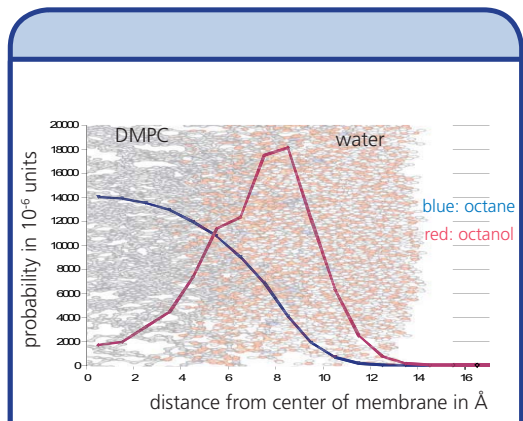 20000
DMPC
water
18000
16000
14000
blue: octane
12000
red: octanol
10000
8000
6000
4000
2000
0
0 2 4 6 8 10 12 14 16
probability in 10-6 units
distance from center of membrane in Å